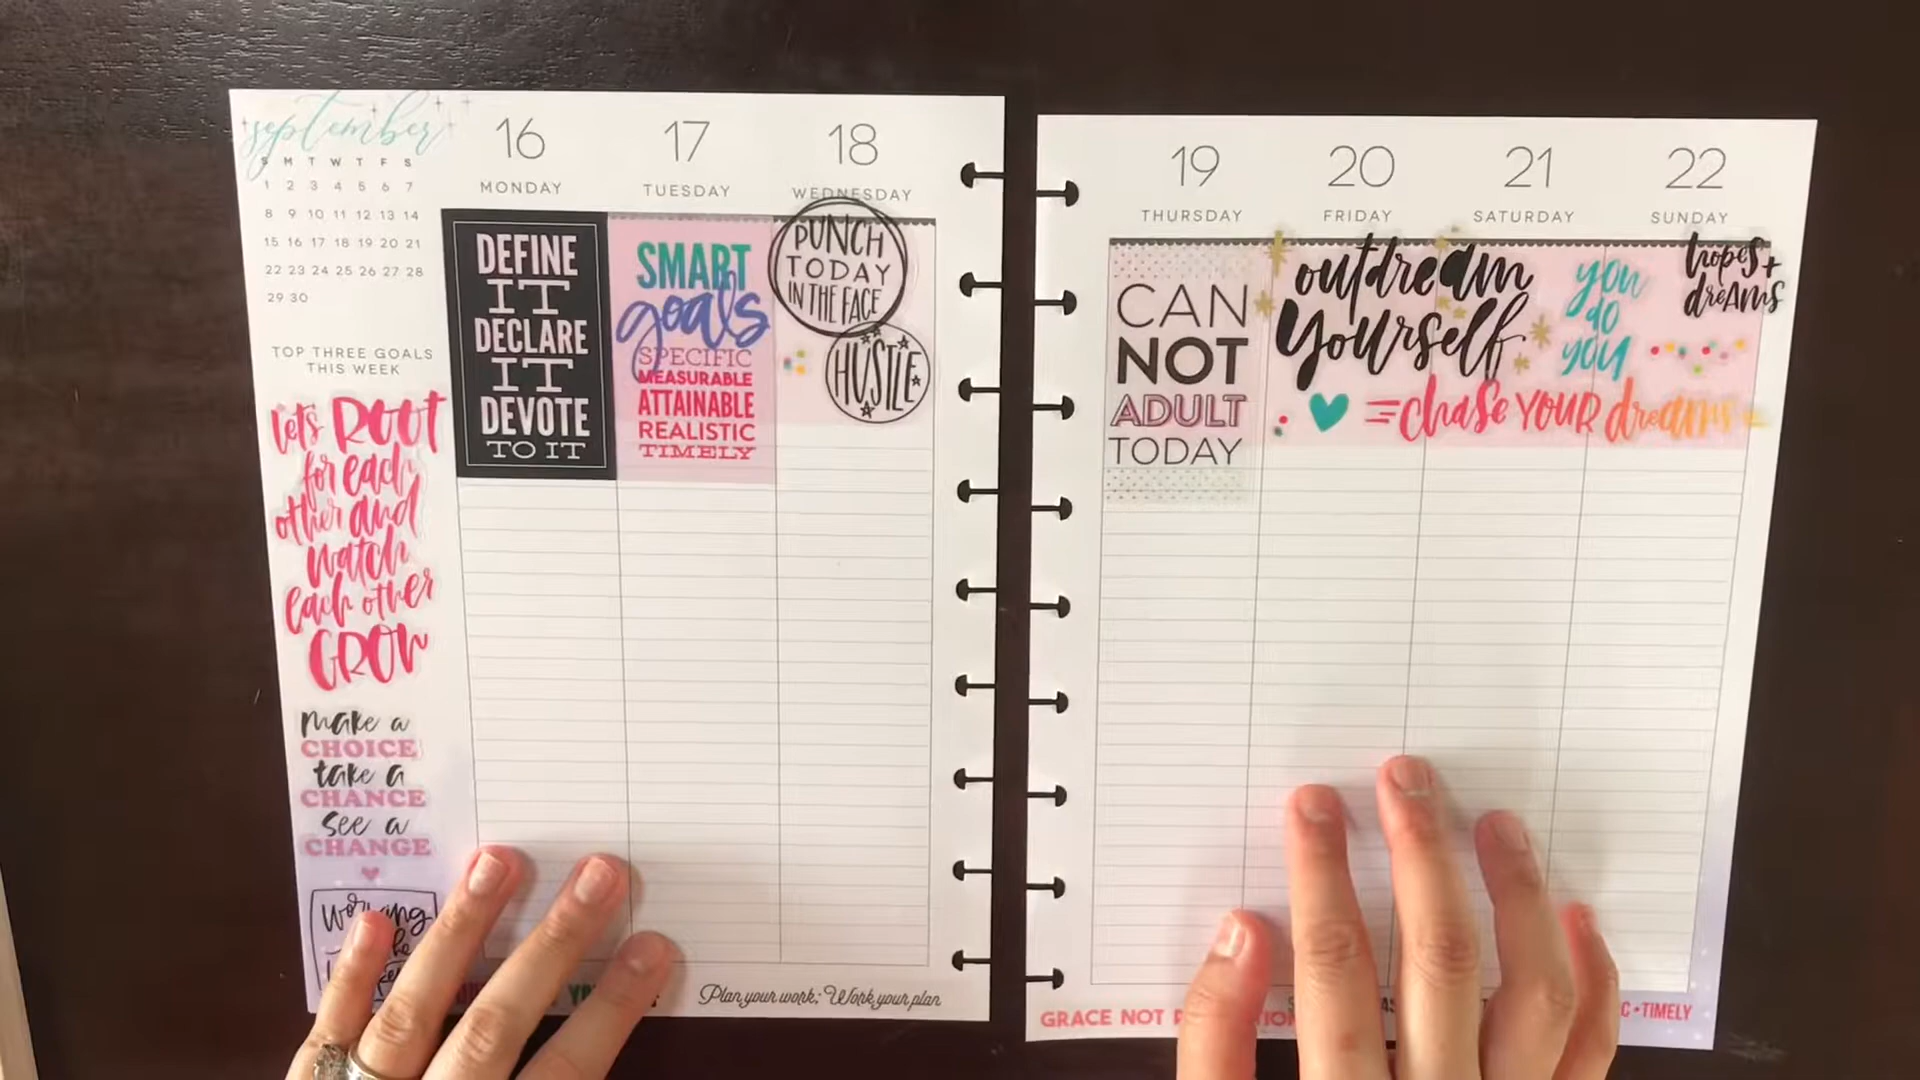 september
S M T W T F S
1 2 3 4 5 6 7
8 9 10 11 12 13 14
15 16 17 18 19 20 21
22 23 24 25 26 27 28
29 30
TOP THREE GOALS
THIS WEEK
let's ROOT
for each
other and
watch
each other
GROW
make a
CHOICE
take a
CHANCE
see a
CHANGE
Working
16
MONDAY
DEFINE
IT
DECLARE
IT
DEVOTE
TO IT
17
TUESDAY
SMART
goals
SPECIFIC
MEASURABLE
ATTAINABLE
REALISTIC
TIMELY
18
WEDNESDAY
PUNCH
TODAY
IN THE FACE
HUSTLE
Plan your work; Work your plan
19
THURSDAY
CAN
NOT
ADULT
TODAY
20
FRIDAY
21
SATURDAY
22
SUNDAY
outdream
yourself
you
do
you
hopes+
dreams
chase YOUR dreams
GRACE NOT
TIMELY